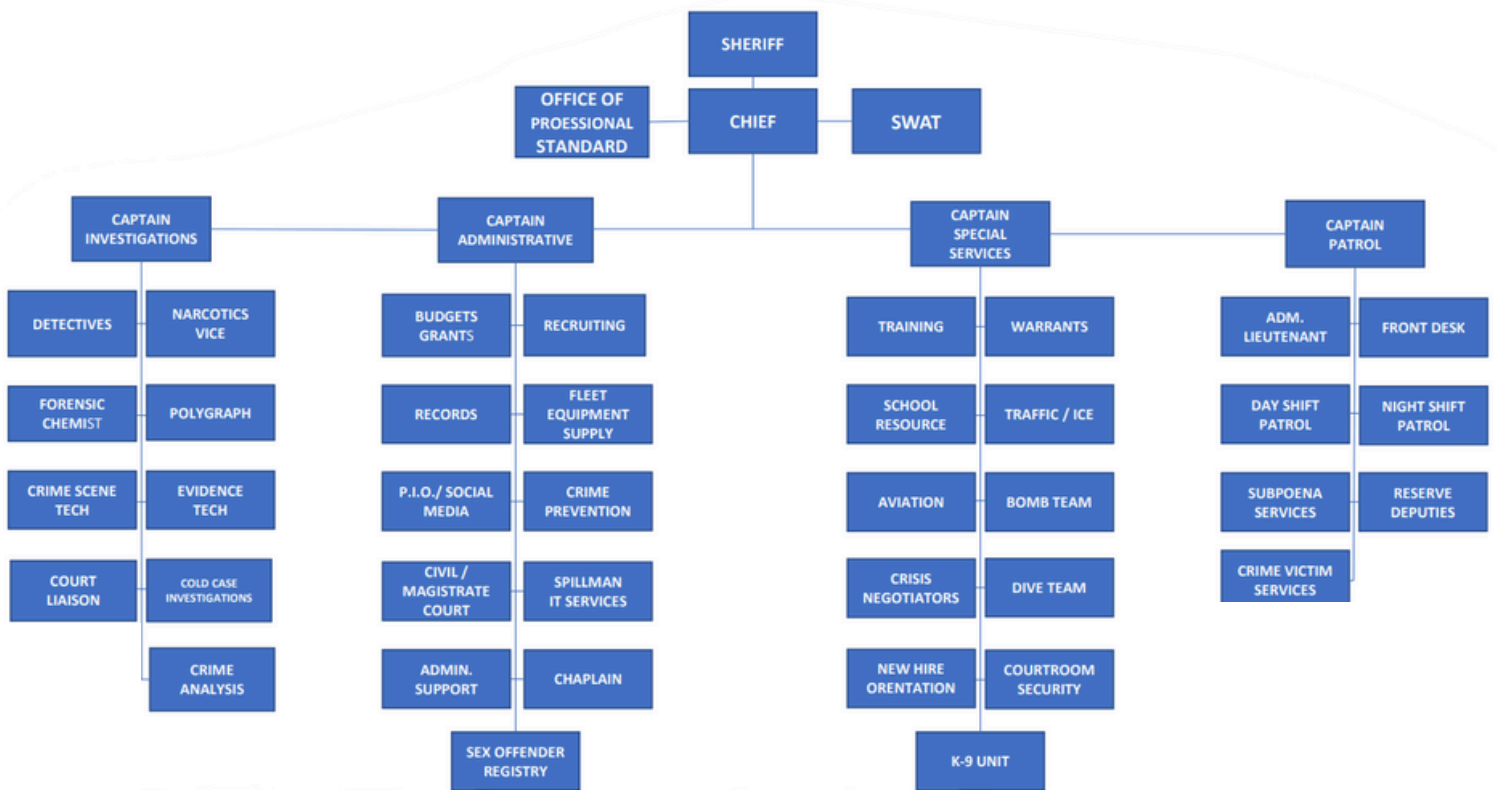 SHERIFF
OFFICE OF
PROESSIONAL
STANDARD
CHIEF
SWAT
CAPTAIN
INVESTIGATIONS
CAPTAIN
ADMINISTRATIVE
CAPTAIN
SPECIAL
SERVICES
CAPTAIN
PATROL
DETECTIVES
NARCOTICS
VICE
FORENSIC
CHEMIST
POLYGRAPH
CRIME SCENE
TECH
EVIDENCE
TECH
COURT
LIAISON
COLD CASE
INVESTIGATIONS
CRIME
ANALYSIS
BUDGETS
GRANTS
RECRUITING
RECORDS
FLEET
EQUIPMENT
SUPPLY
P.I.O./ SOCIAL
MEDIA
CRIME
PREVENTION
CIVIL /
MAGISTRATE
COURT
SPILLMAN
IT SERVICES
ADMIN.
SUPPORT
CHAPLAIN
SEX OFFENDER
REGISTRY
TRAINING
WARRANTS
SCHOOL
RESOURCE
TRAFFIC / ICE
AVIATION
BOMB TEAM
CRISIS
NEGOTIATORS
DIVE TEAM
NEW HIRE
ORENTATION
COURTROOM
SECURITY
K-9 UNIT
ADM.
LIEUTENANT
FRONT DESK
DAY SHIFT
PATROL
NIGHT SHIFT
PATROL
SUBPOENA
SERVICES
RESERVE
DEPUTIES
CRIME VICTIM
SERVICES